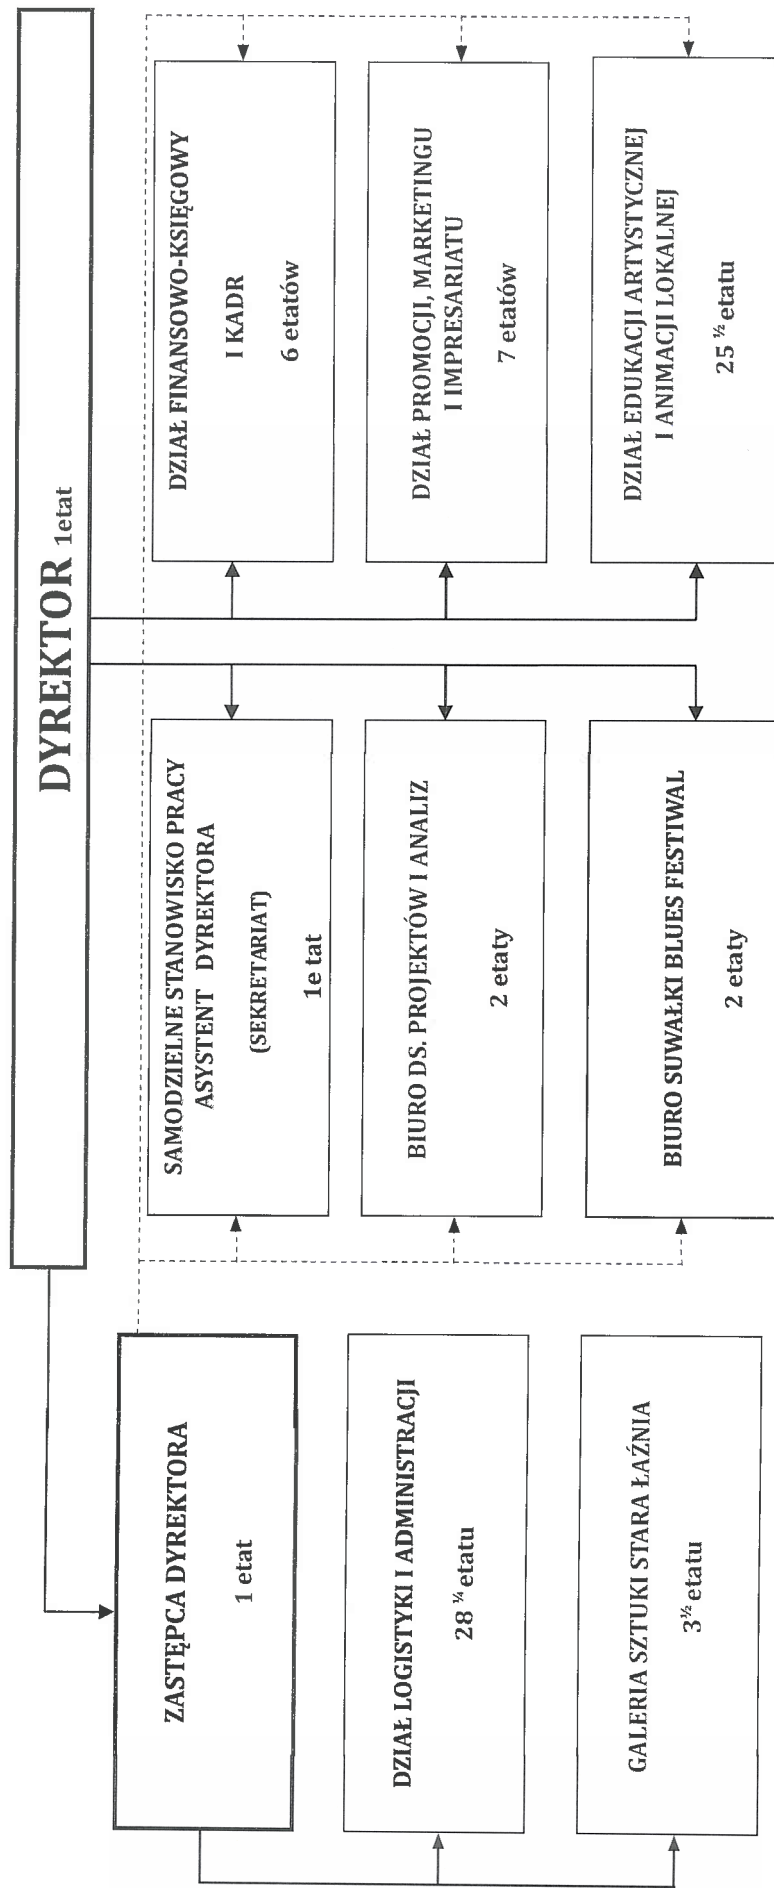 DYREKTOR 1etat
ZASTĘPCA DYREKTORA
1 etat
DZIAŁ LOGISTYKI I ADMINISTRACJI
28 ¼ etatu
GALERIA SZTUKI STARA ŁAŹNIA
3½ etatu
SAMODZIELNE STANOWISKO PRACY
ASYSTENT DYREKTORA
(SEKRETARIAT)
1e tat
BIURO DS. PROJEKTÓW I ANALIZ
2 etaty
BIURO SUWAŁKI BLUES FESTIWAL
2 etaty
DZIAŁ FINANSOWO-KSIĘGOWY
I KADR
6 etatów
DZIAŁ PROMOCJI, MARKETINGU
I IMPRESARIATU
7 etatów
DZIAŁ EDUKACJI ARTYSTYCZNEJ
I ANIMACJI LOKALNEJ
25 ½ etatu